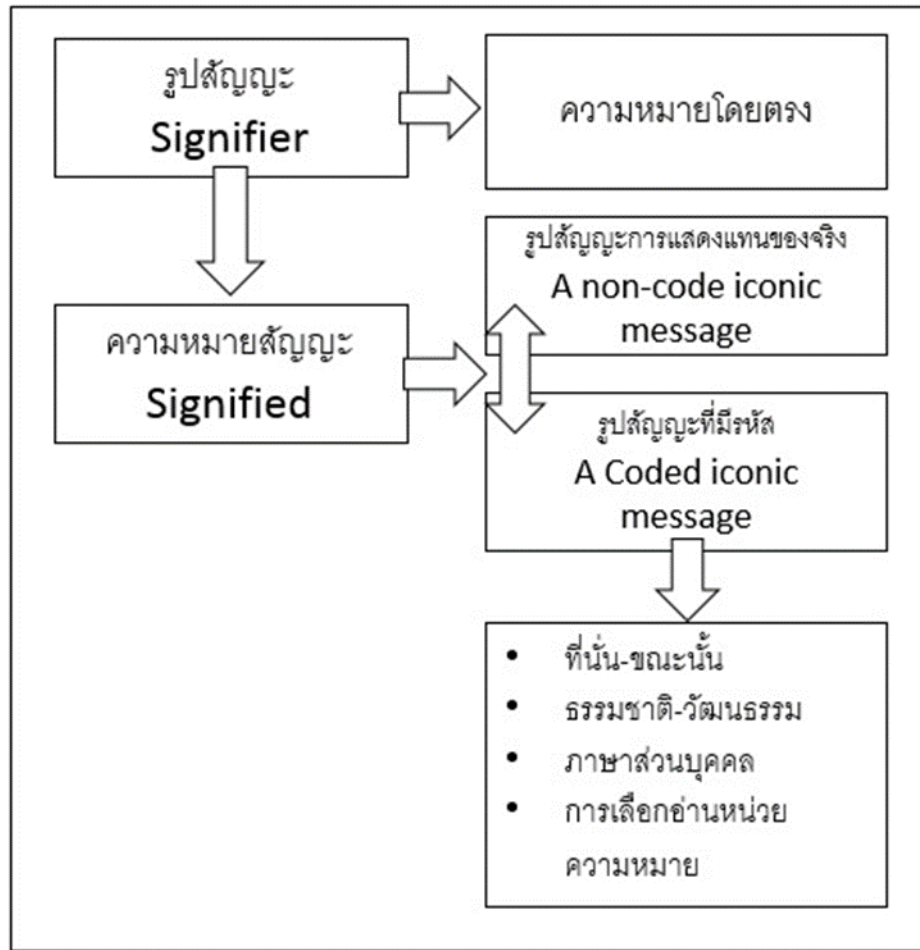 รูปสัญญะ
Signifier
ความหมายโดยตรง
รูปสัญญะการแสดงแทนของจริง
A non-code iconic
message
ความหมายสัญญะ
Signified
รูปสัญญะที่มีรหัส
A Coded iconic
message
• ที่นั่น-ขณะนั้น
• ธรรมชาติ-วัฒนธรรม
• ภาษาส่วนบุคคล
• การเลือกอ่านหน่วย
ความหมาย